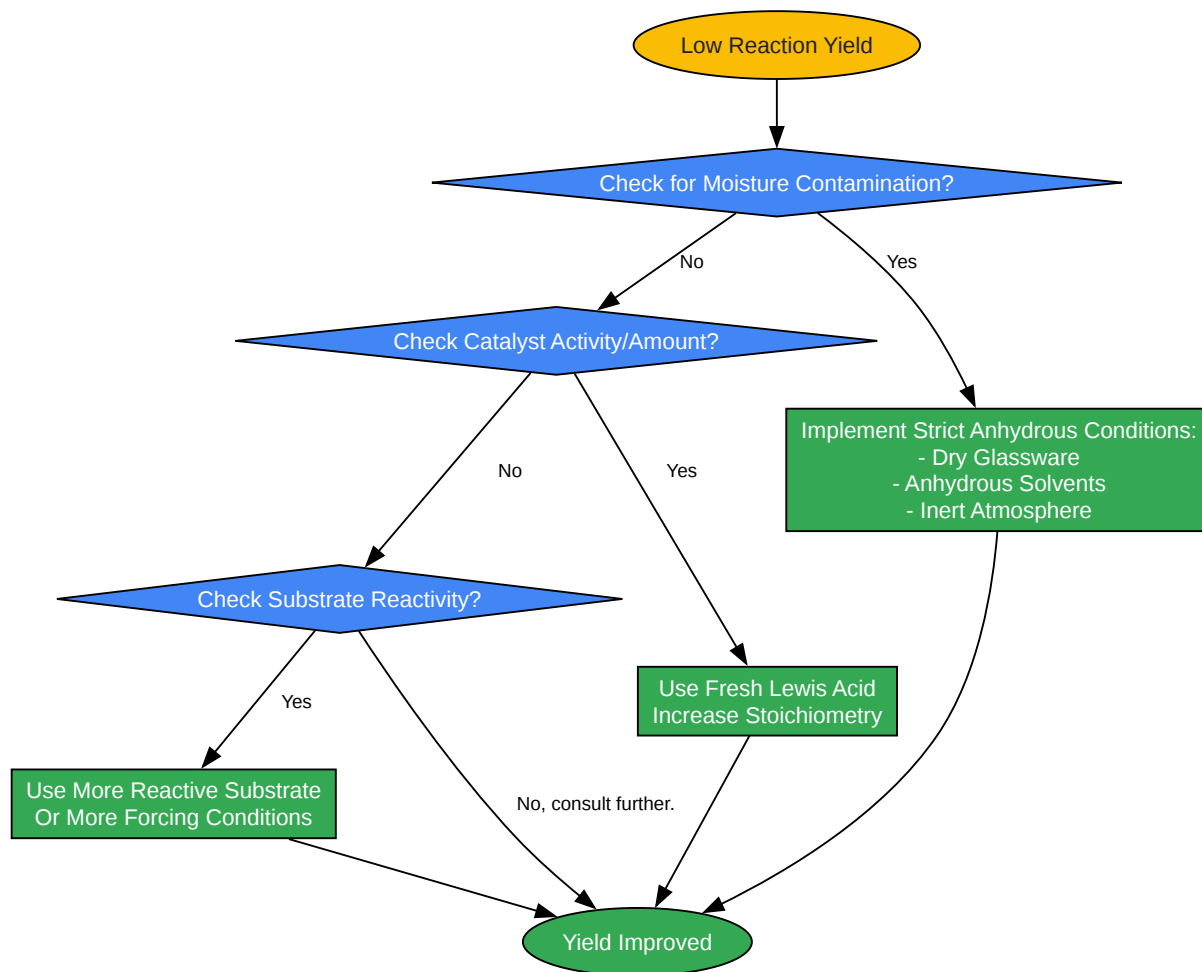 Low Reaction Yield
Check for Moisture Contamination?
No
Yes
Check Catalyst Activity/Amount?
Implement Strict Anhydrous Conditions:
- Dry Glassware
- Anhydrous Solvents
- Inert Atmosphere
No
Yes
Check Substrate Reactivity?
Use Fresh Lewis Acid
Increase Stoichiometry
Yes
Use More Reactive Substrate
Or More Forcing Conditions
No, consult further.
Yield Improved